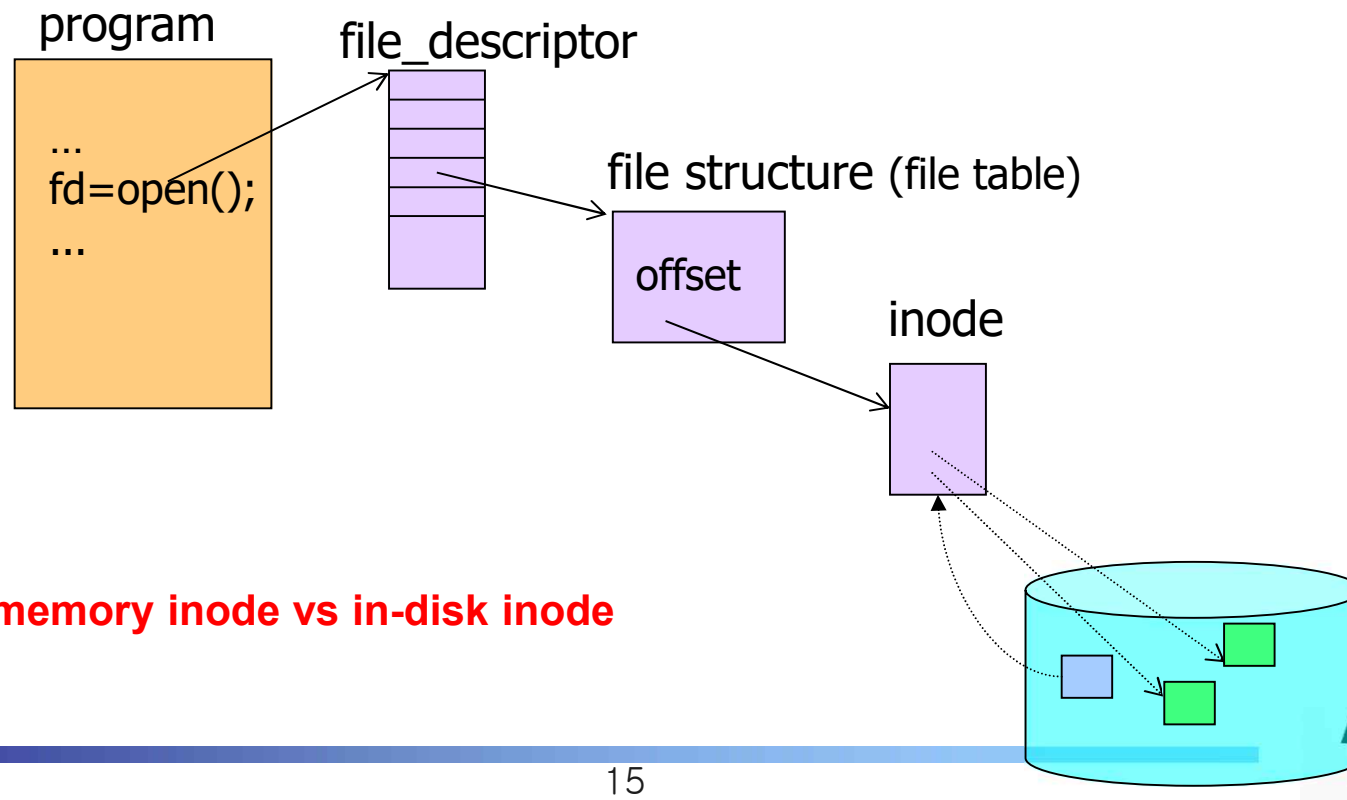 program
file_descriptor
...
fd=open();
...
file structure (file table)
offset
inode
memory inode vs in-disk inode
15